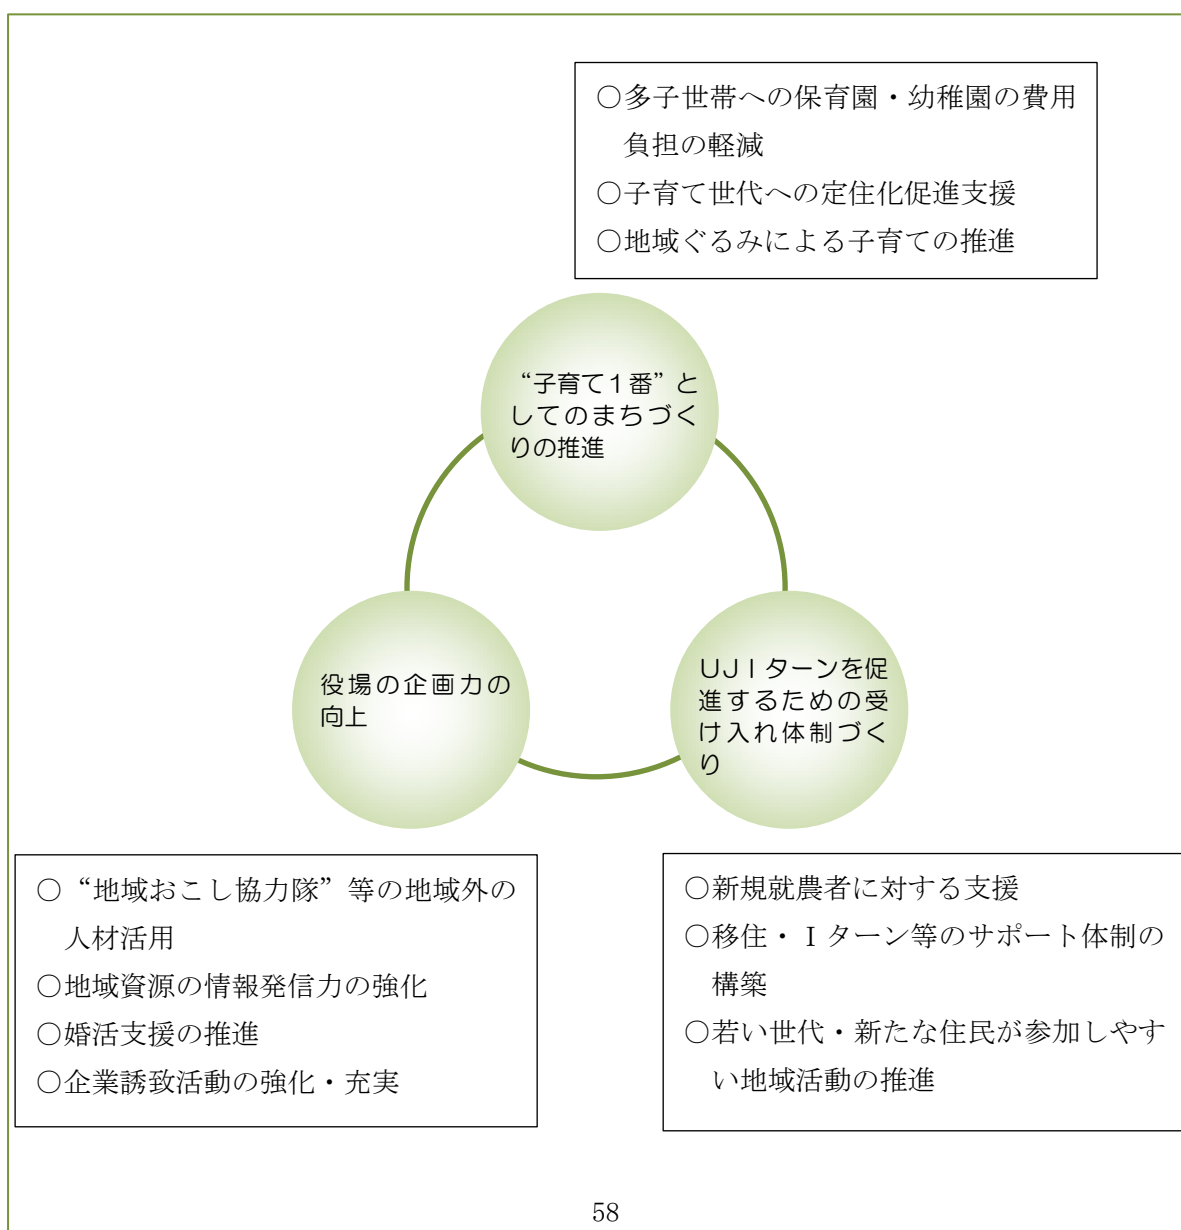 ○多子世帯への保育園・幼稚園の費用
負担の軽減
○子育て世代への定住化促進支援
○地域ぐるみによる子育ての推進
“子育て１番”と
してのまちづく
りの推進
役場の企画力の
向上
ＵＪＩターンを促
進するための受
け入れ体制づく
り
○“地域おこし協力隊”等の地域外の
人材活用
○地域資源の情報発信力の強化
○婚活支援の推進
○企業誘致活動の強化・充実
○新規就農者に対する支援
○移住・Ｉターン等のサポート体制の
構築
○若い世代・新たな住民が参加しやす
い地域活動の推進
58